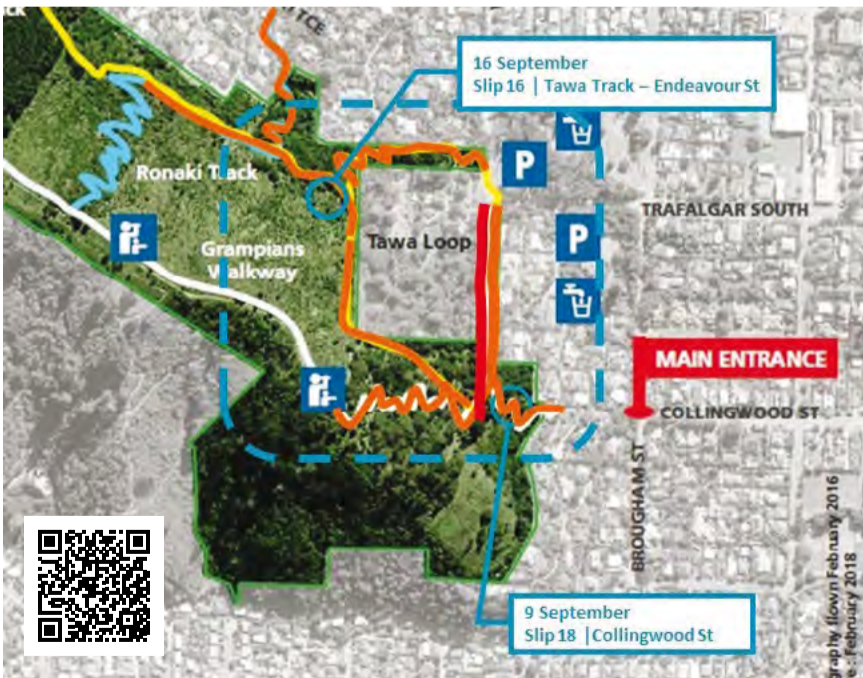 16 September
Slip 16 | Tawa Track – Endeavour St
P
Ronaki Track
TRAFALGAR SOUTH
Tawa Loop
P
Grampians
Walkway
MAIN ENTRANCE
COLLINGWOOD ST
BROUGHAM ST
9 September
Slip 18 | Collingwood St
flown February 2016
: February 2018